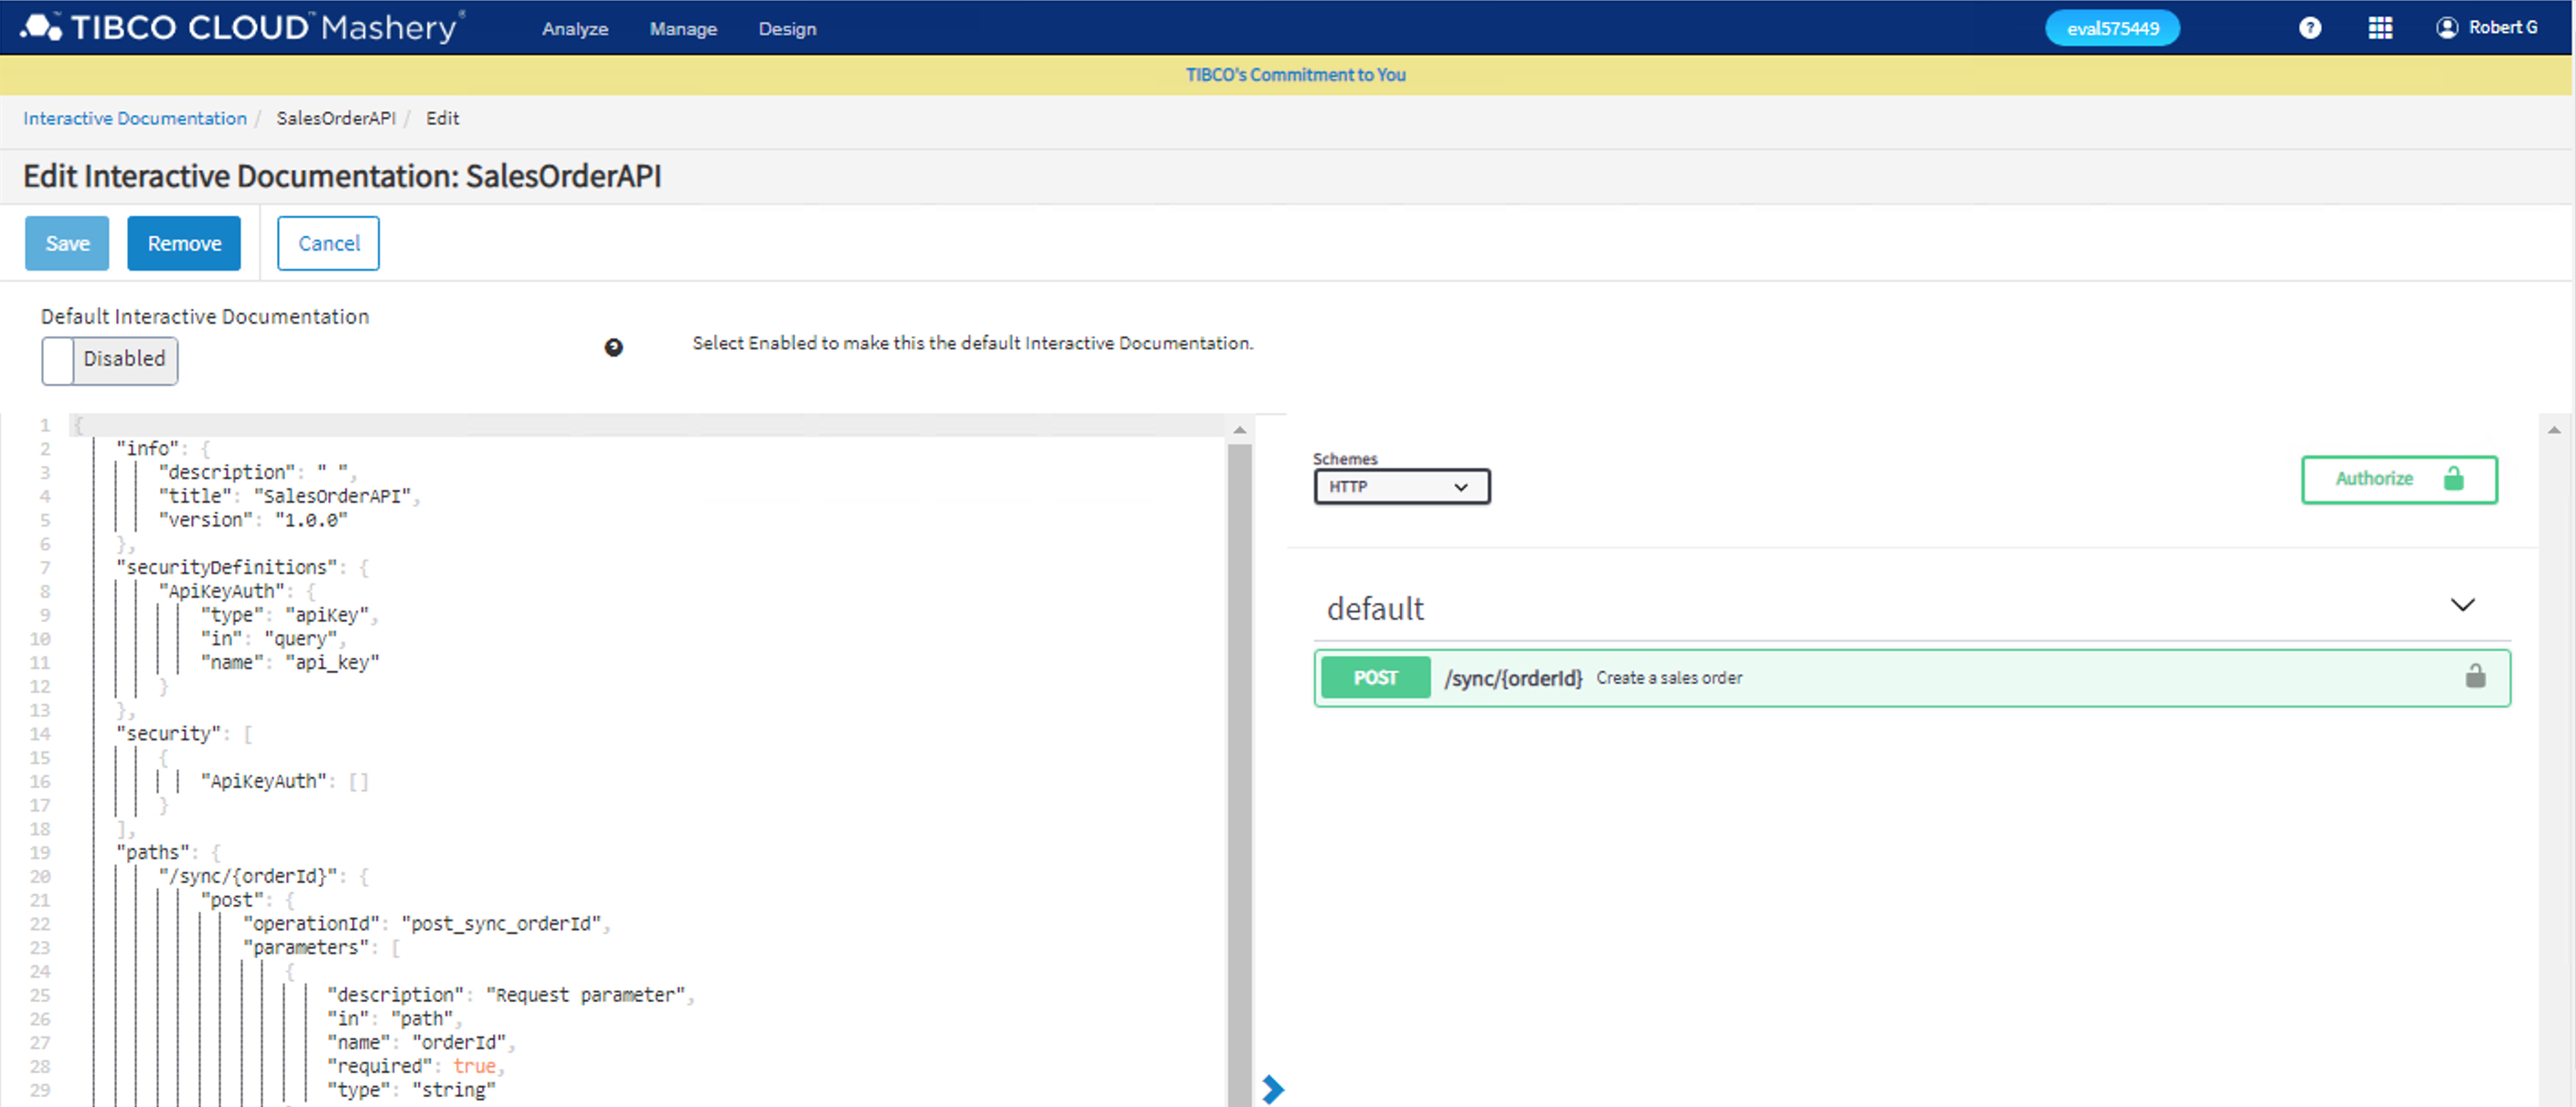 TIBCO CLOUD™ Mashery®
Analyze Manage Design
eval575449
Robert G
TIBCO's Commitment to You
Interactive Documentation / SalesOrderAPI / Edit
Edit Interactive Documentation: SalesOrderAPI
Save Remove Cancel
Default Interactive Documentation
Disabled
Select Enabled to make this the default Interactive Documentation.
1 {
2 "info": {
3 "description": " ",
4 "title": "SalesOrderAPI",
5 "version": "1.0.0"
6 },
7 "securityDefinitions": {
8 "ApiKeyAuth": {
9 "type": "apiKey",
10 "in": "query",
11 "name": "api_key"
12 }
13 },
14 "security": [
15 {
16 "ApiKeyAuth": []
17 }
18 ],
19 "paths": {
20 "/sync/{orderId}": {
21 "post": {
22 "operationId": "post_sync_orderId",
23 "parameters": [
24 {
25 "description": "Request parameter",
26 "in": "path",
27 "name": "orderId",
28 "required": true,
29 "type": "string"
Schemes
HTTP
Authorize
default
POST /sync/{orderId} Create a sales order